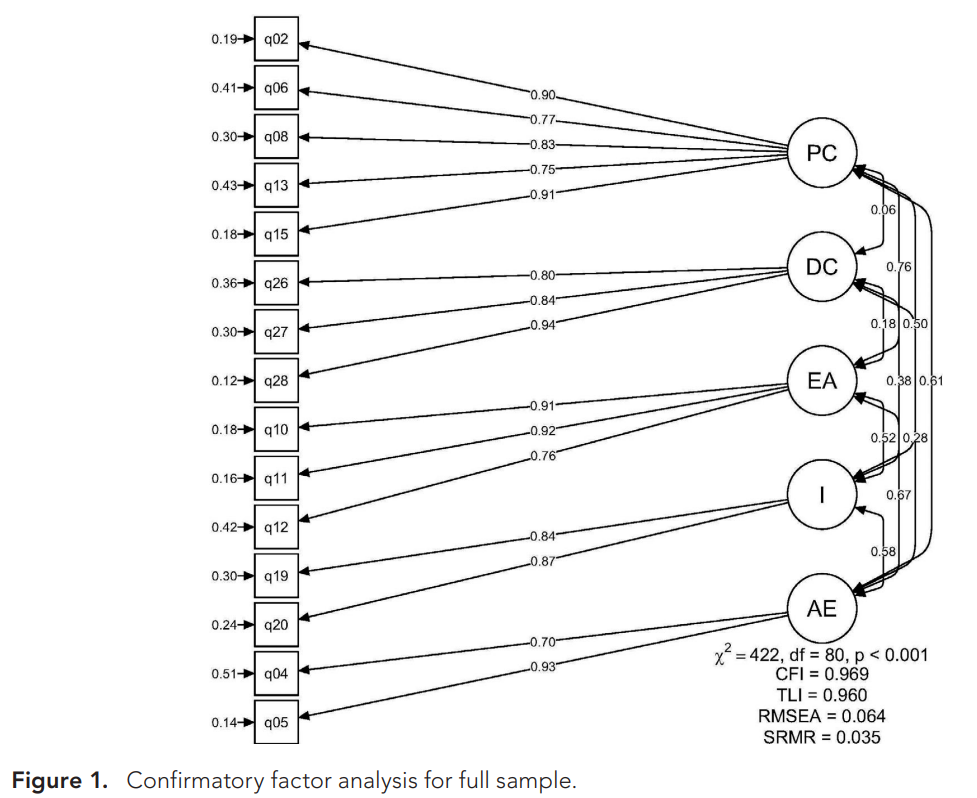 0.19 q02
0.90
0.41 q06
0.77
0.30 q08
0.83
PC
0.43 q13
0.75
0.18 q15
0.91
0.06
0.36 q26
0.80
DC
0.76
0.30 q27
0.84
0.94
0.18 0.50
0.12 q28
EA
0.38 0.61
0.18 q10
0.91
0.92
0.52 0.28
0.16 q11
0.76
I
0.67
0.42 q12
0.84
0.58
0.30 q19
0.87
AE
0.24 q20
0.70
0.51 q04
0.93
0.14 q05
χ² = 422, df = 80, p < 0.001
CFI = 0.969
TLI = 0.960
RMSEA = 0.064
SRMR = 0.035
Figure 1. Confirmatory factor analysis for full sample.